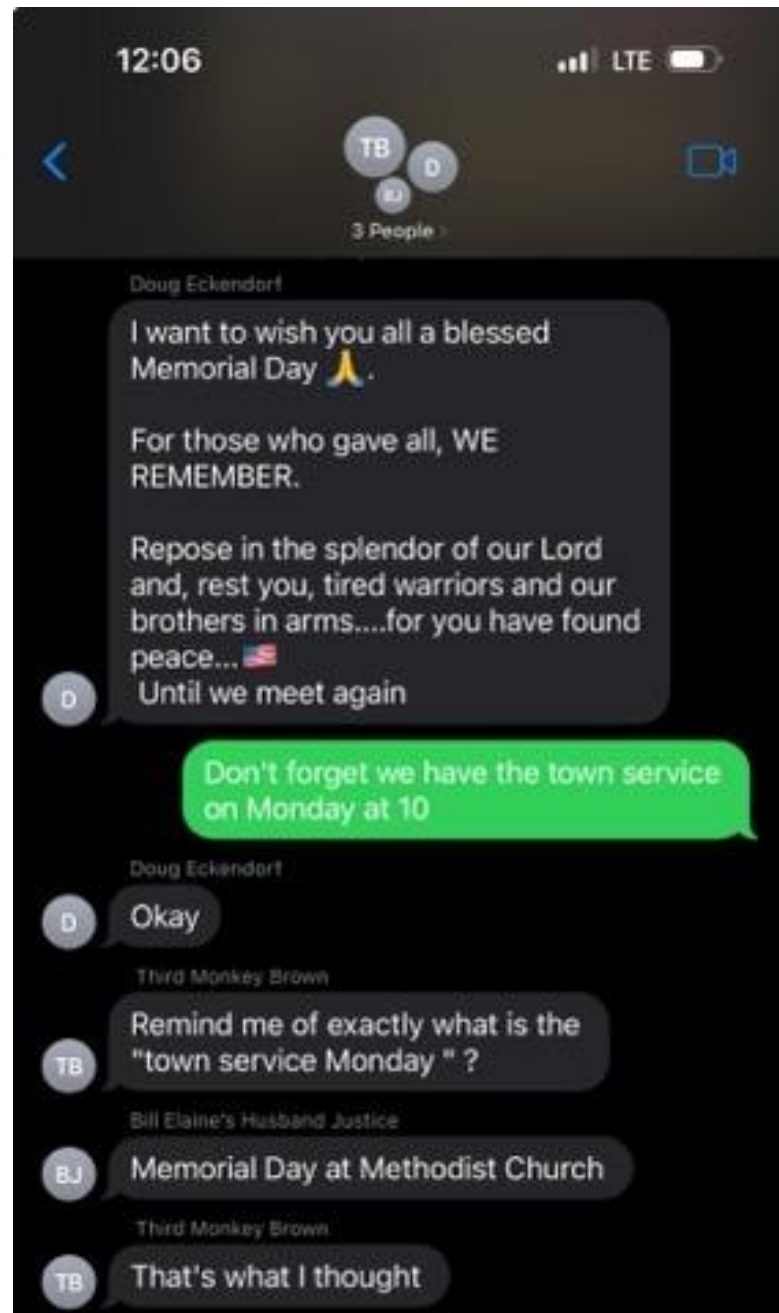 12:06
LTE
TB
D
BJ
3 People
Doug Eckendorf
I want to wish you all a blessed
Memorial Day 🙏.
For those who gave all, WE
REMEMBER.
Repose in the splendor of our Lord
and, rest you, tired warriors and our
brothers in arms....for you have found
peace...🇺🇸
Until we meet again
D
Don't forget we have the town service
on Monday at 10
Doug Eckendorf
D
Okay
Third Monkey Brown
Remind me of exactly what is the
"town service Monday " ?
TB
Bill Elaine's Husband Justice
BJ
Memorial Day at Methodist Church
Third Monkey Brown
TB
That's what I thought